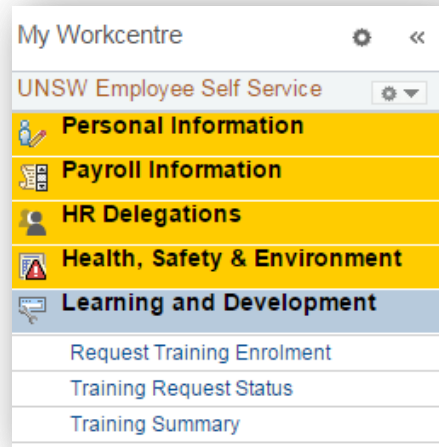 My Workcentre
UNSW Employee Self Service
Personal Information
Payroll Information
HR Delegations
Health, Safety & Environment
Learning and Development
Request Training Enrolment
Training Request Status
Training Summary